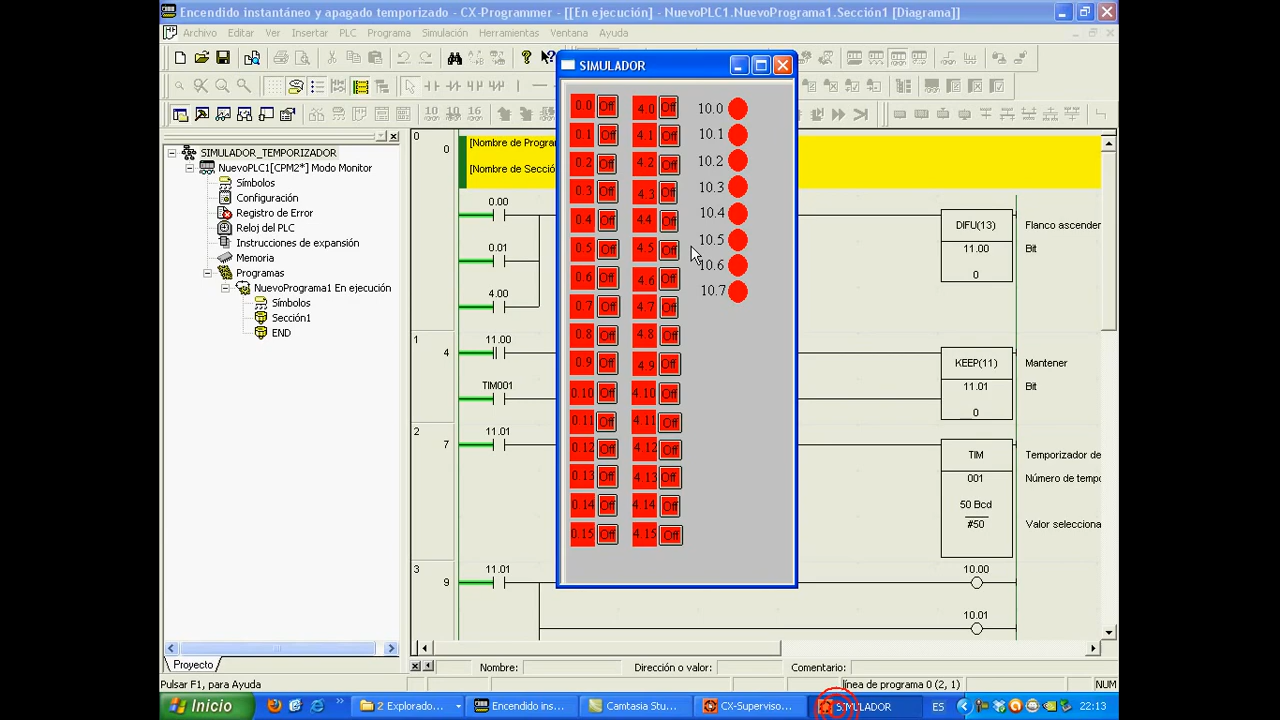 Encendido instantáneo y apagado temporizado - CX-Programmer - [[En ejecución] - NuevoPLC1.NuevoPrograma1.Sección1 [Diagrama]]
Archivo Editar Ver Insertar PLC Programa Simulación Herramientas Ventana Ayuda
SIMULADOR
0.0 Off 4.0 Off 10.0
0.1 Off 4.1 Off 10.1
0.2 Off 4.2 Off 10.2
0.3 Off 4.3 Off 10.3
0.4 Off 4.4 Off 10.4
0.5 Off 4.5 Off 10.5
0.6 Off 4.6 Off 10.6
0.7 Off 4.7 Off 10.7
0.8 Off 4.8 Off
0.9 Off 4.9 Off
0.10 Off 4.10 Off
0.11 Off 4.11 Off
0.12 Off 4.12 Off
0.13 Off 4.13 Off
0.14 Off 4.14 Off
0.15 Off 4.15 Off
10 10 16
SIMULADOR_TEMPORIZADOR
NuevoPLC1[CPM2*] Modo Monitor
Símbolos
Configuración
Registro de Error
Reloj del PLC
Instrucciones de expansión
Memoria
Programas
NuevoPrograma1 En ejecución
Símbolos
Sección1
END
Proyecto
0
0
[Nombre de Progra
[Nombre de Secció
0.00
0.01
4.00
DIFU(13)
Flanco ascender
11.00
Bit
0
1
4
11.00
TIM001
KEEP(11)
Mantener
11.01
Bit
0
2
7
11.01
TIM
Temporizador de
001
Número de tempo
50 Bcd
#50
Valor selecciona
3
9
11.01
10.00
10.01
Nombre: Dirección o valor: Comentario:
Pulsar F1, para Ayuda
línea de programa 0 (2, 1)
NUM
Inicio
2 Explorado...
Encendido ins...
Camtasia Stu...
CX-Superviso...
SIMULADOR
ES
22:13